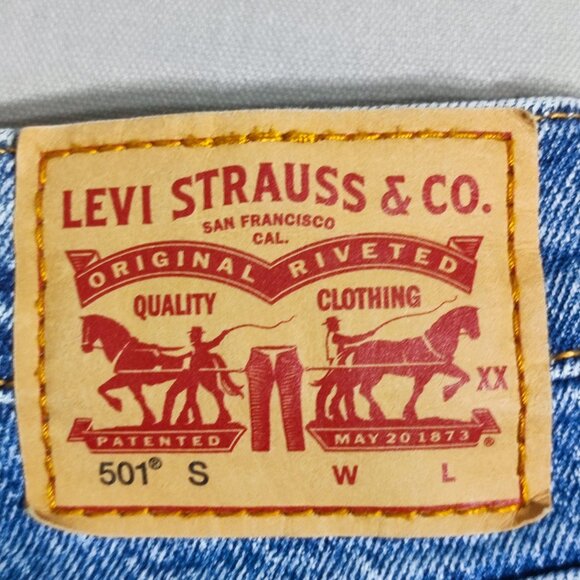 LEVI STRAUSS & CO.
SAN FRANCISCO
CAL.
ORIGINAL RIVETED
QUALITY CLOTHING
XX
PATENTED MAY 20 1873 ®
501® S W L